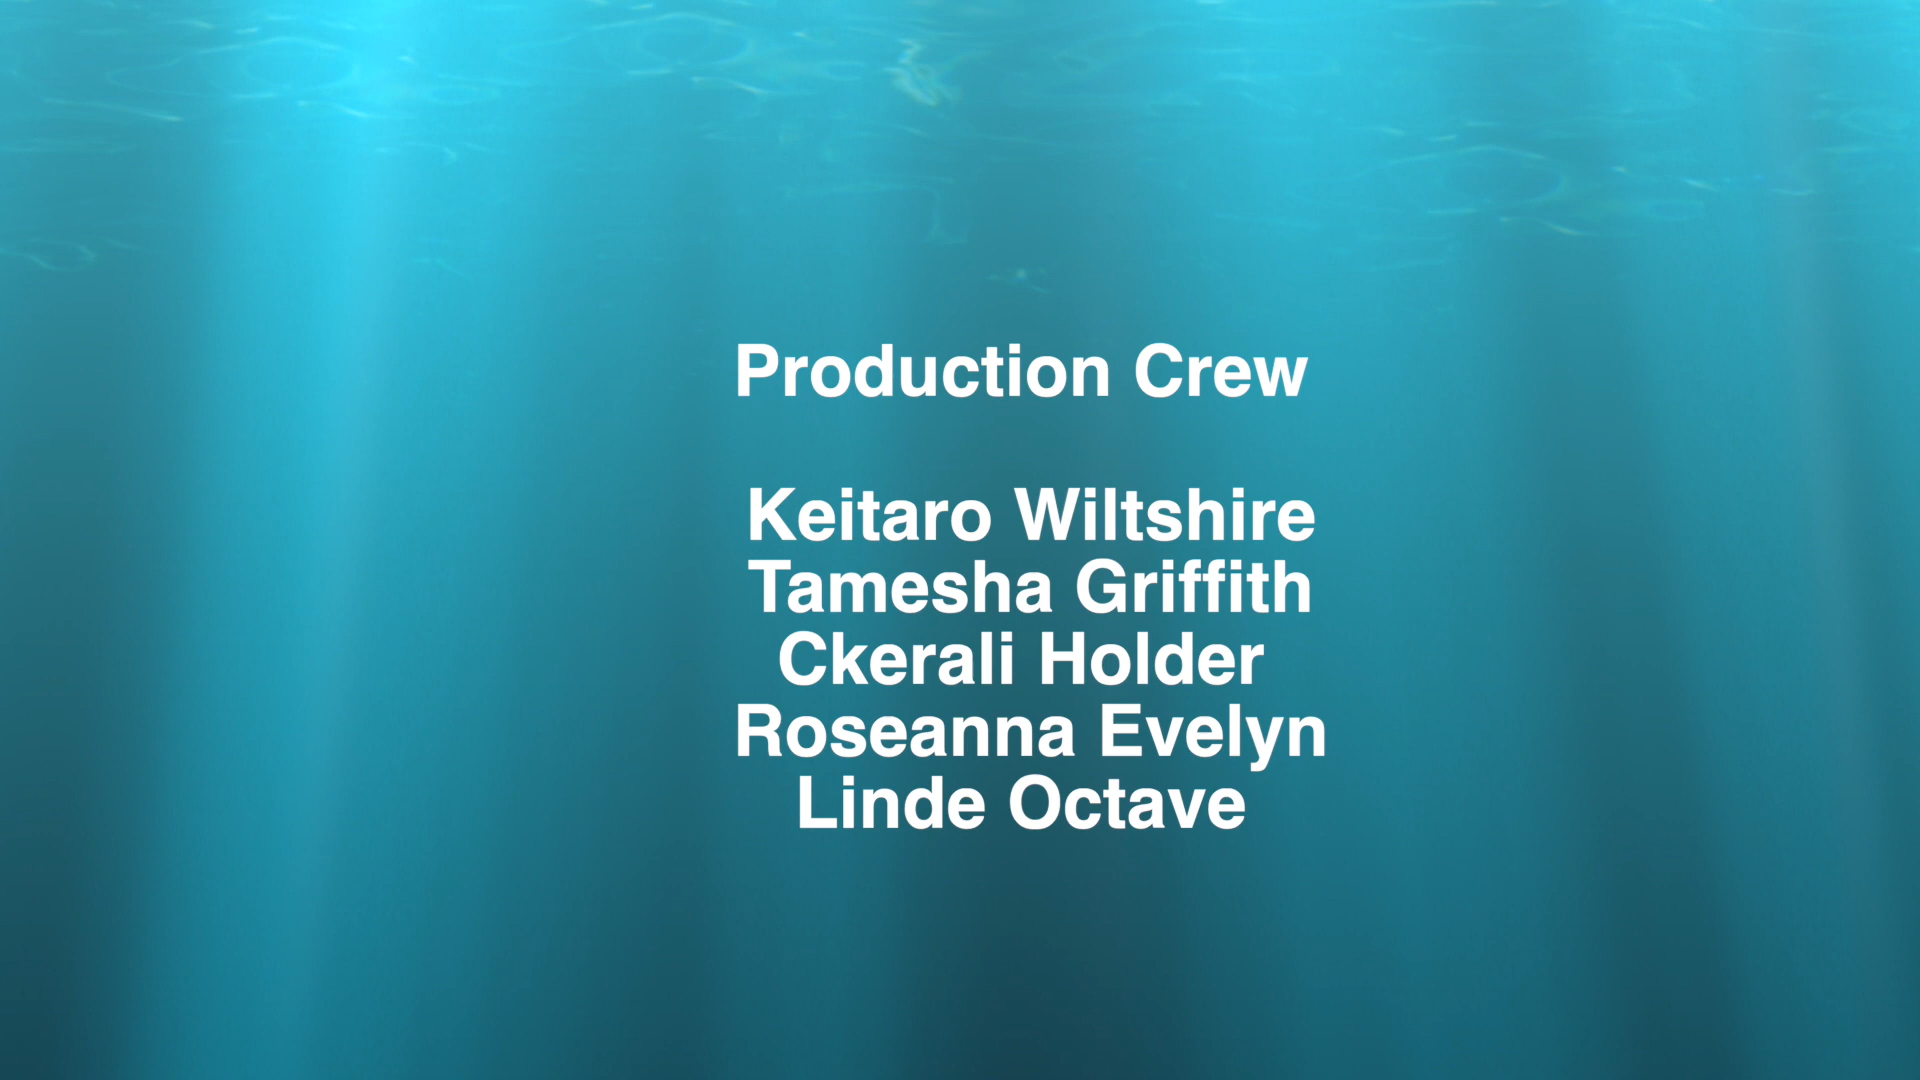 Production Crew
Keitaro Wiltshire
Tamesha Griffith
Ckerali Holder
Roseanna Evelyn
Linde Octave